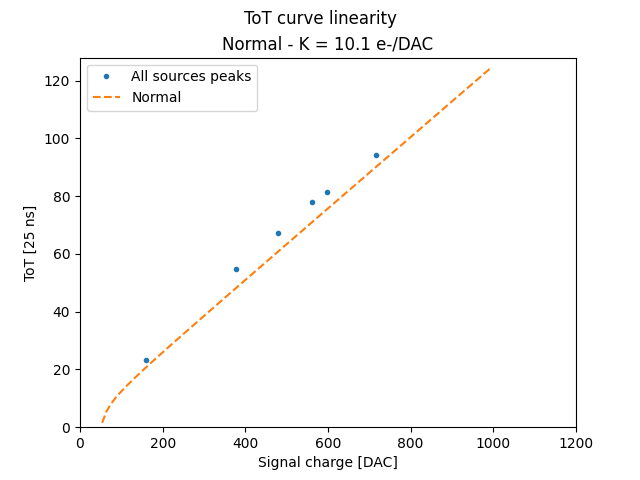 ToT curve linearity
Normal - K = 10.1 e-/DAC
All sources peaks
Normal
ToT [25 ns]
120
100
80
60
40
20
0
0 200 400 600 800 1000 1200
Signal charge [DAC]